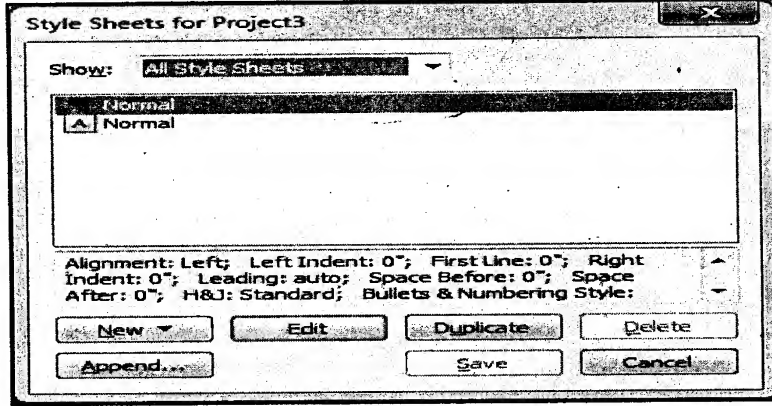 Style Sheets for Project3
Show: All Style Sheets
Normal
A Normal
Alignment: Left; Left Indent: 0"; First Line: 0"; Right
Indent: 0"; Leading: auto; Space Before: 0"; Space
After: 0"; H&J: Standard; Bullets & Numbering Style:
New Edit Duplicate Delete
Append... Save Cancel